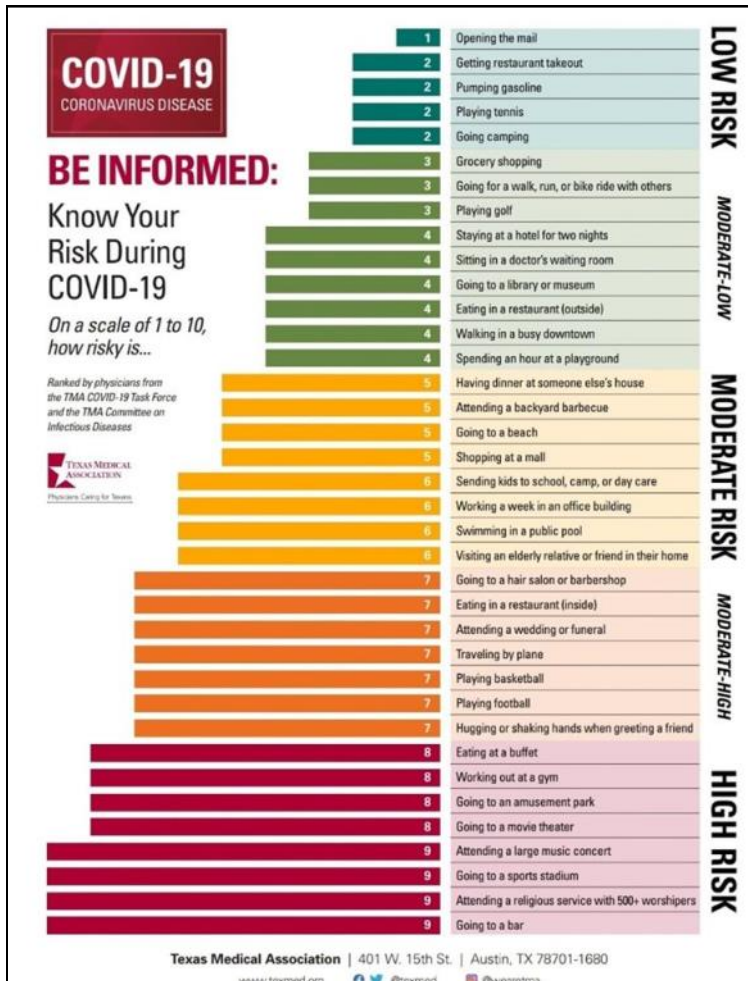 COVID-19
CORONAVIRUS DISEASE
BE INFORMED:
Know Your
Risk During
COVID-19
On a scale of 1 to 10,
how risky is...
Ranked by physicians from
the TMA COVID-19 Task Force
and the TMA Committee on
Infectious Diseases
TEXAS MEDICAL
ASSOCIATION
Physicians Caring for Texans
1 Opening the mail
2 Getting restaurant takeout
2 Pumping gasoline
2 Playing tennis
2 Going camping
3 Grocery shopping
3 Going for a walk, run, or bike ride with others
3 Playing golf
4 Staying at a hotel for two nights
4 Sitting in a doctor's waiting room
4 Going to a library or museum
4 Eating in a restaurant (outside)
4 Walking in a busy downtown
4 Spending an hour at a playground
5 Having dinner at someone else's house
5 Attending a backyard barbecue
5 Going to a beach
5 Shopping at a mall
6 Sending kids to school, camp, or day care
6 Working a week in an office building
6 Swimming in a public pool
6 Visiting an elderly relative or friend in their home
7 Going to a hair salon or barbershop
7 Eating in a restaurant (inside)
7 Attending a wedding or funeral
7 Traveling by plane
7 Playing basketball
7 Playing football
7 Hugging or shaking hands when greeting a friend
8 Eating at a buffet
8 Working out at a gym
8 Going to an amusement park
8 Going to a movie theater
9 Attending a large music concert
9 Going to a sports stadium
9 Attending a religious service with 500+ worshipers
9 Going to a bar
LOW RISK
MODERATE-LOW
MODERATE RISK
MODERATE-HIGH
HIGH RISK
Texas Medical Association | 401 W. 15th St. | Austin, TX 78701-1680
www.texmed.org @texmed @wearetma